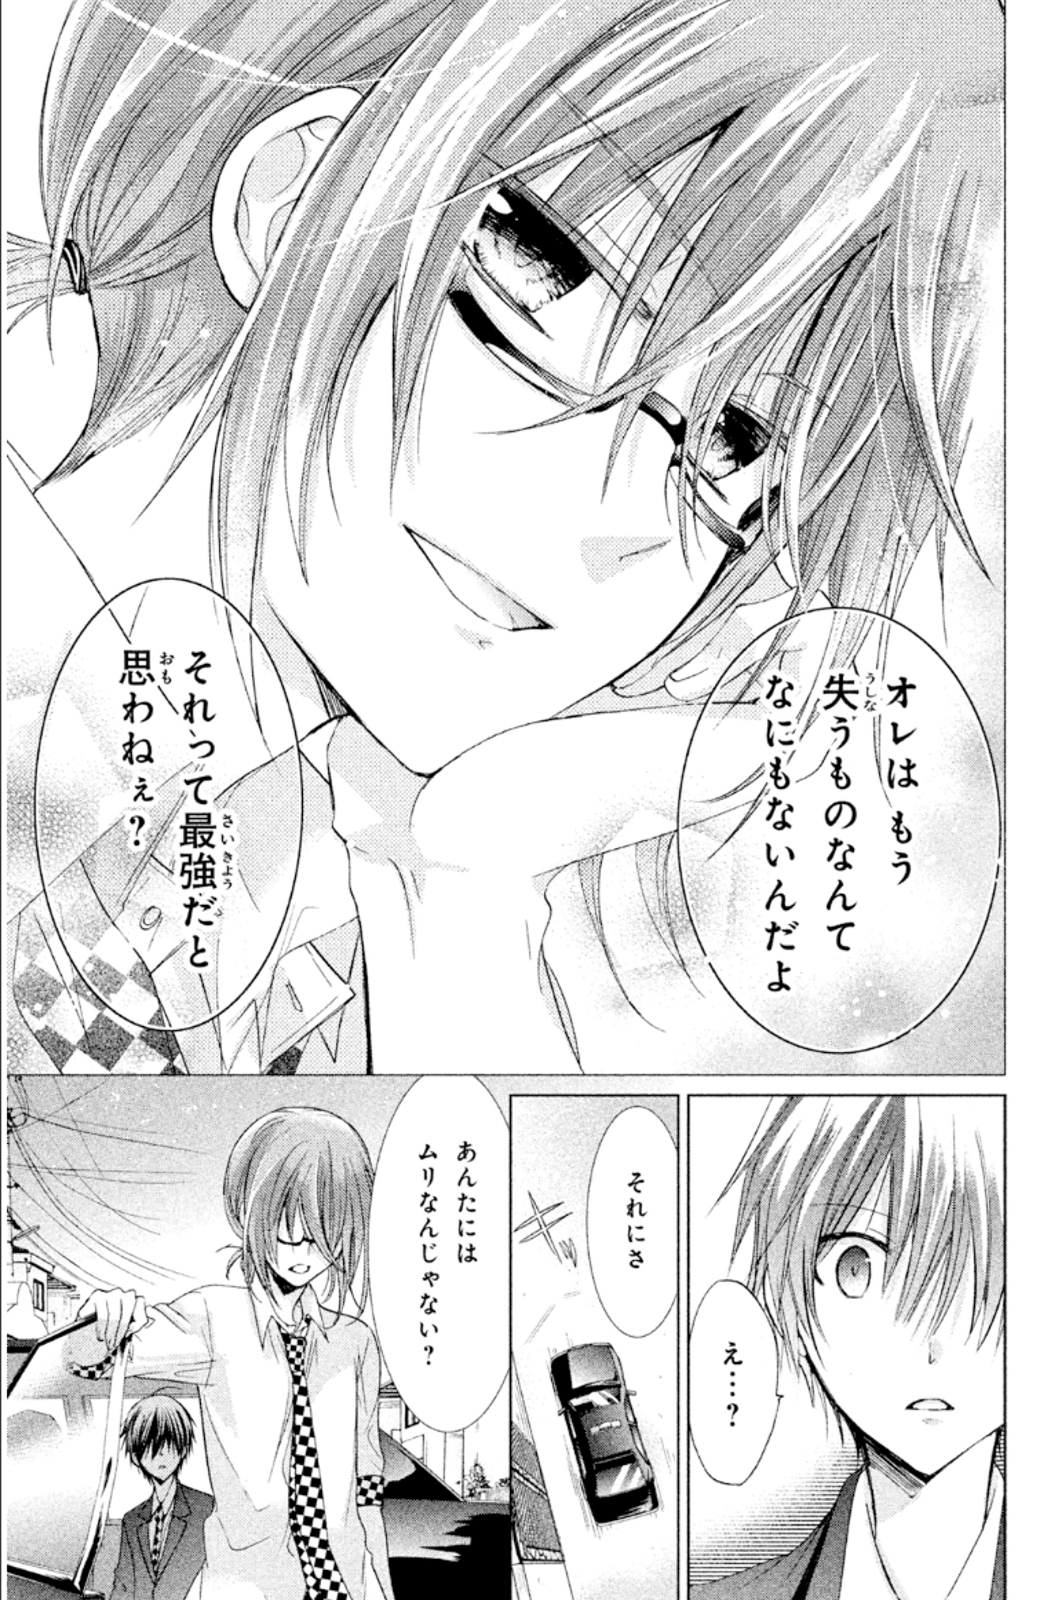 オレはもう
失うものなんて
なにもないんだよ
それって最強だと
思わねぇ？
え…？
それにさ
あんたには
ムリなんじゃない？